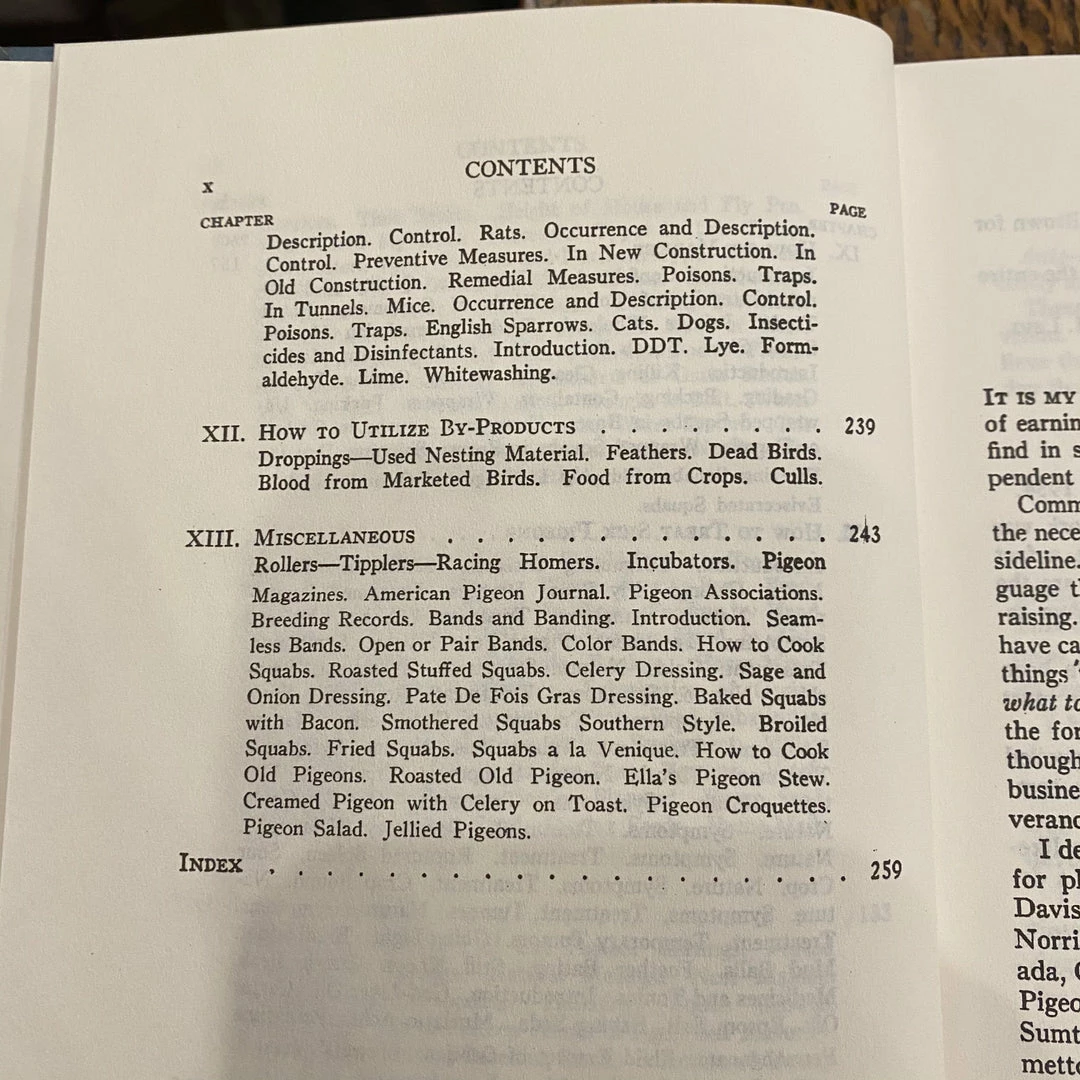 CONTENTS
x
CHAPTER
PAGE
Description. Control. Rats. Occurrence and Description.
Control. Preventive Measures. In New Construction. In
Old Construction. Remedial Measures. Poisons. Traps.
In Tunnels. Mice. Occurrence and Description. Control.
Poisons. Traps. English Sparrows. Cats. Dogs. Insecti-
cides and Disinfectants. Introduction. DDT. Lye. Form-
aldehyde. Lime. Whitewashing.
XII. How to Utilize By-Products . . . . . . . . . 239
Droppings—Used Nesting Material. Feathers. Dead Birds.
Blood from Marketed Birds. Food from Crops. Culls.
XIII. Miscellaneous . . . . . . . . . . . . . 243
Rollers—Tipplers—Racing Homers. Incubators. Pigeon
Magazines. American Pigeon Journal. Pigeon Associations.
Breeding Records. Bands and Banding. Introduction. Seam-
less Bands. Open or Pair Bands. Color Bands. How to Cook
Squabs. Roasted Stuffed Squabs. Celery Dressing. Sage and
Onion Dressing. Pate De Fois Gras Dressing. Baked Squabs
with Bacon. Smothered Squabs Southern Style. Broiled
Squabs. Fried Squabs. Squabs a la Venique. How to Cook
Old Pigeons. Roasted Old Pigeon. Ella's Pigeon Stew.
Creamed Pigeon with Celery on Toast. Pigeon Croquettes.
Pigeon Salad. Jellied Pigeons.
Index . . . . . . . . . . . . . . . . . . . . 259
It is my
of earnin
find in s
pendent
Comm
the nece
sideline.
guage t
raising.
have ca
things
what to
the for
though
busine
veranc
I de
for pl
Davis
Norri
ada,
Pigeo
Sumt
metto